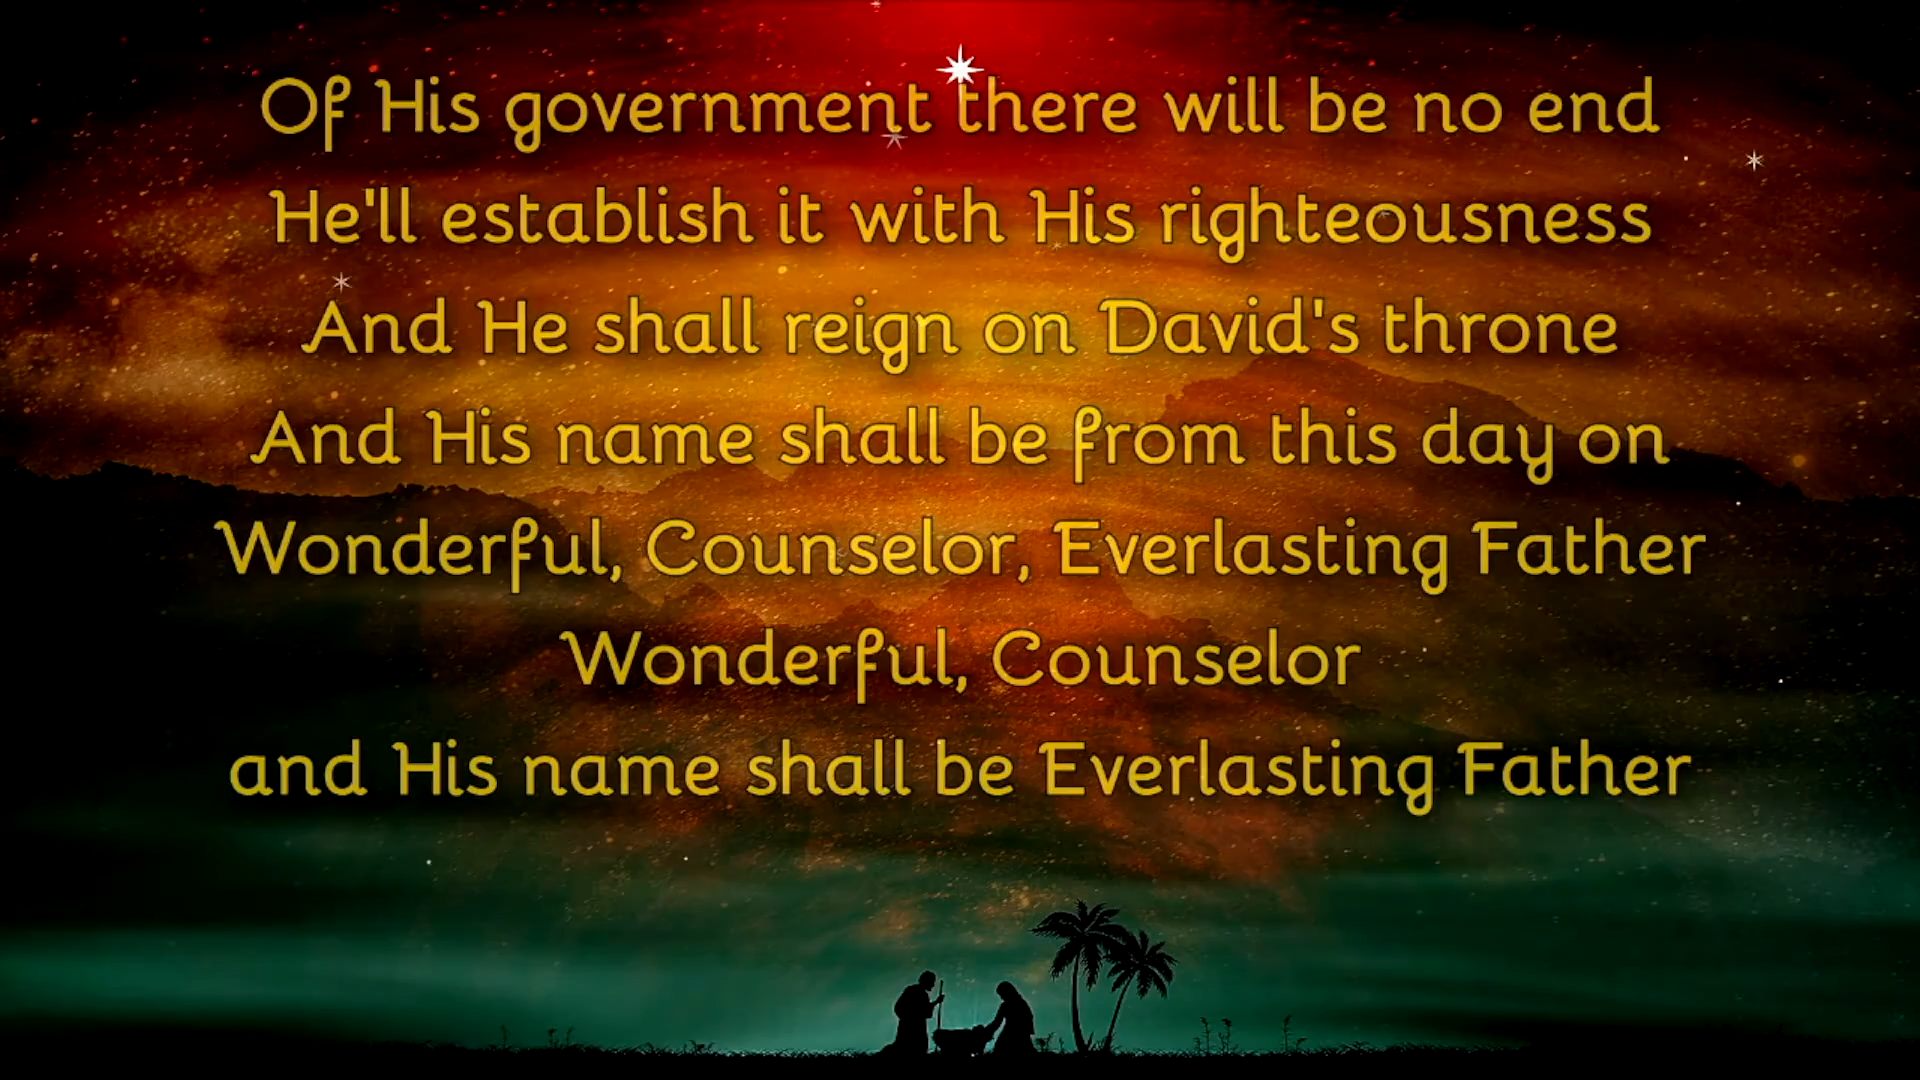 Of His government there will be no end
He'll establish it with His righteousness
And He shall reign on David's throne
And His name shall be from this day on
Wonderful, Counselor, Everlasting Father
Wonderful, Counselor
and His name shall be Everlasting Father